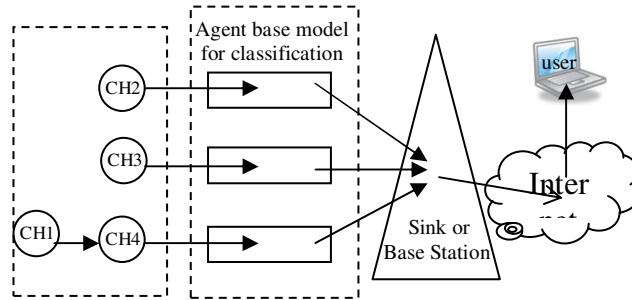 Agent base model
for classification
user
CH2
CH3
Inter
CH1
CH4
Sink or
Base Station